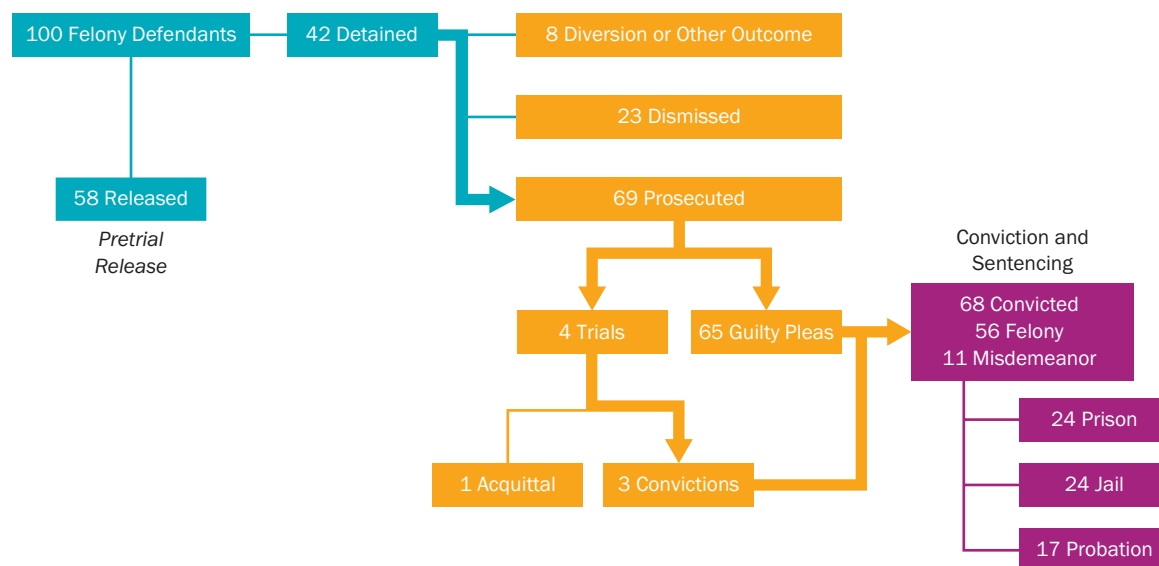 100 Felony Defendants
42 Detained
8 Diversion or Other Outcome
23 Dismissed
58 Released
69 Prosecuted
Pretrial
Release
Conviction and
Sentencing
4 Trials
65 Guilty Pleas
68 Convicted
56 Felony
11 Misdemeanor
24 Prison
1 Acquittal
3 Convictions
24 Jail
17 Probation